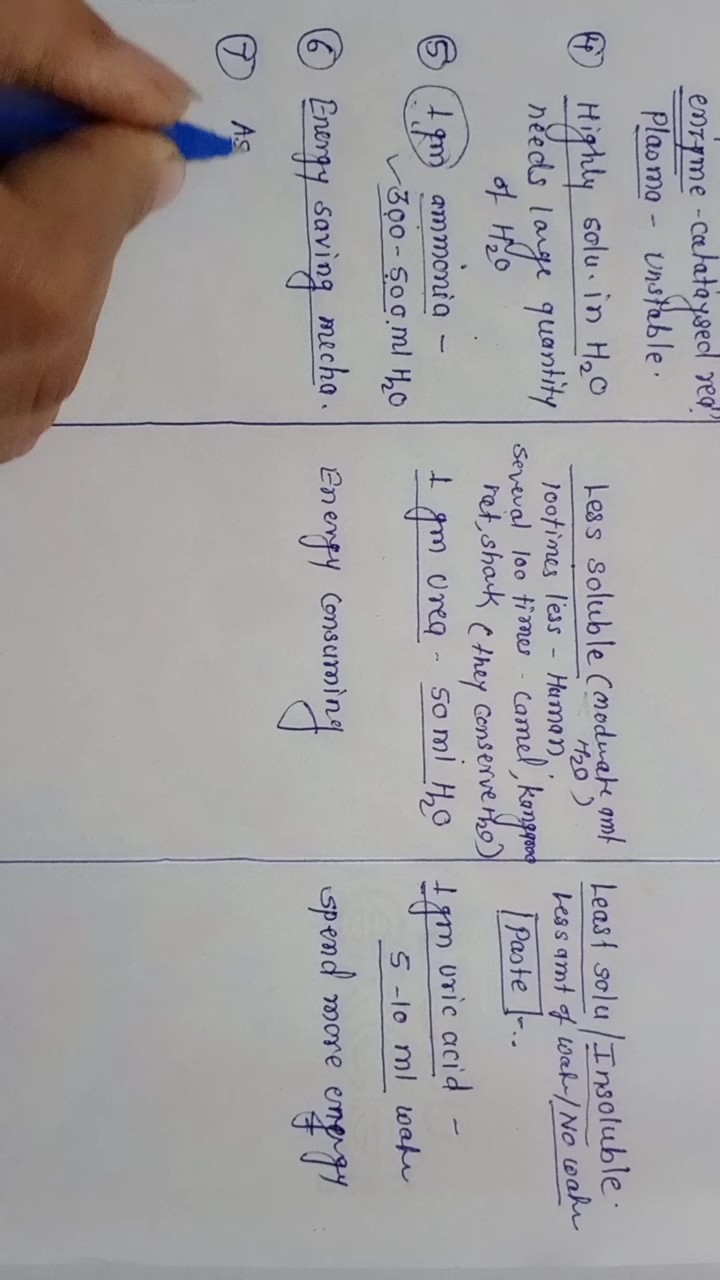 enzyme-catalaysed reaⁿ
Plasma - Unstable.
④ Highly solu. in H₂O
needs large quantity
of H₂O
⑤ 1 gm ammonia -
✓300-500 ml H₂O
⑥ Energy saving mecha.
⑦ As
Less soluble (moderate amt
H₂O)
100times less - Human,
several 100 times - camel, kangaroo
rat, shark (they conserve H₂O)
1 gm urea - 50 ml H₂O
Energy consuming
Least solu/Insoluble.
Less amt of water/No water
Paste
1 gm uric acid -
5-10 ml water
spend more energy